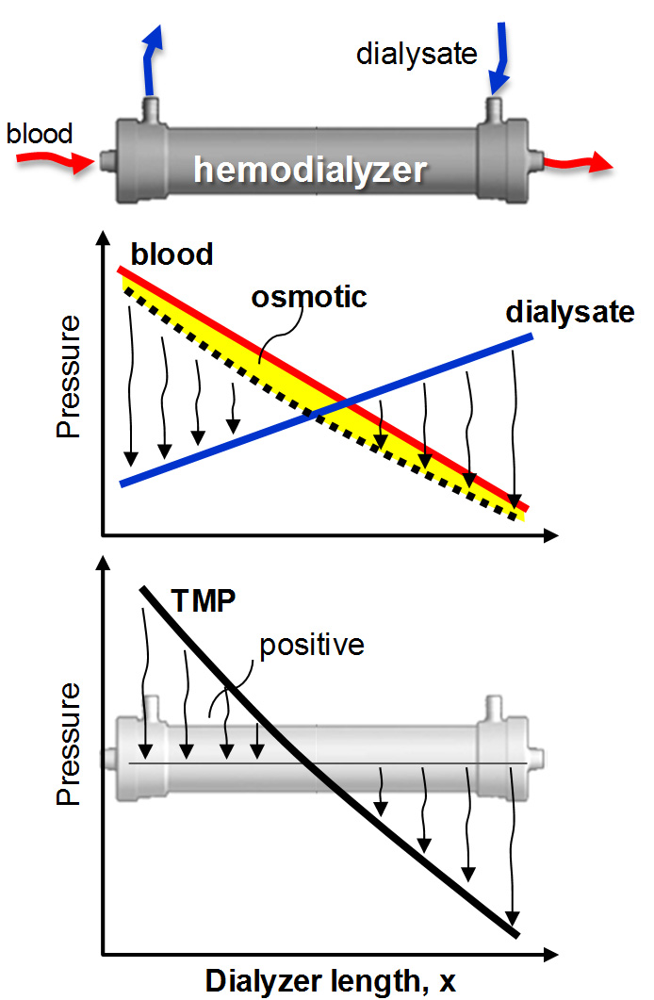 dialysate
blood
hemodialyzer
blood
osmotic
dialysate
Pressure
TMP
positive
Pressure
Dialyzer length, x